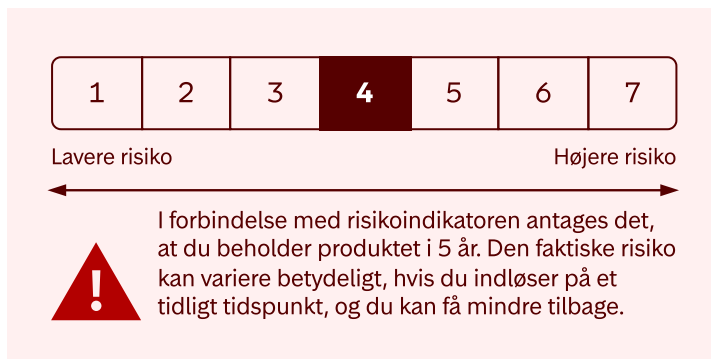 1 2 3 4 5 6 7
Lavere risiko Højere risiko
I forbindelse med risikoindikatoren antages det,
at du beholder produktet i 5 år. Den faktiske risiko
kan variere betydeligt, hvis du indløser på et
tidligt tidspunkt, og du kan få mindre tilbage.
!